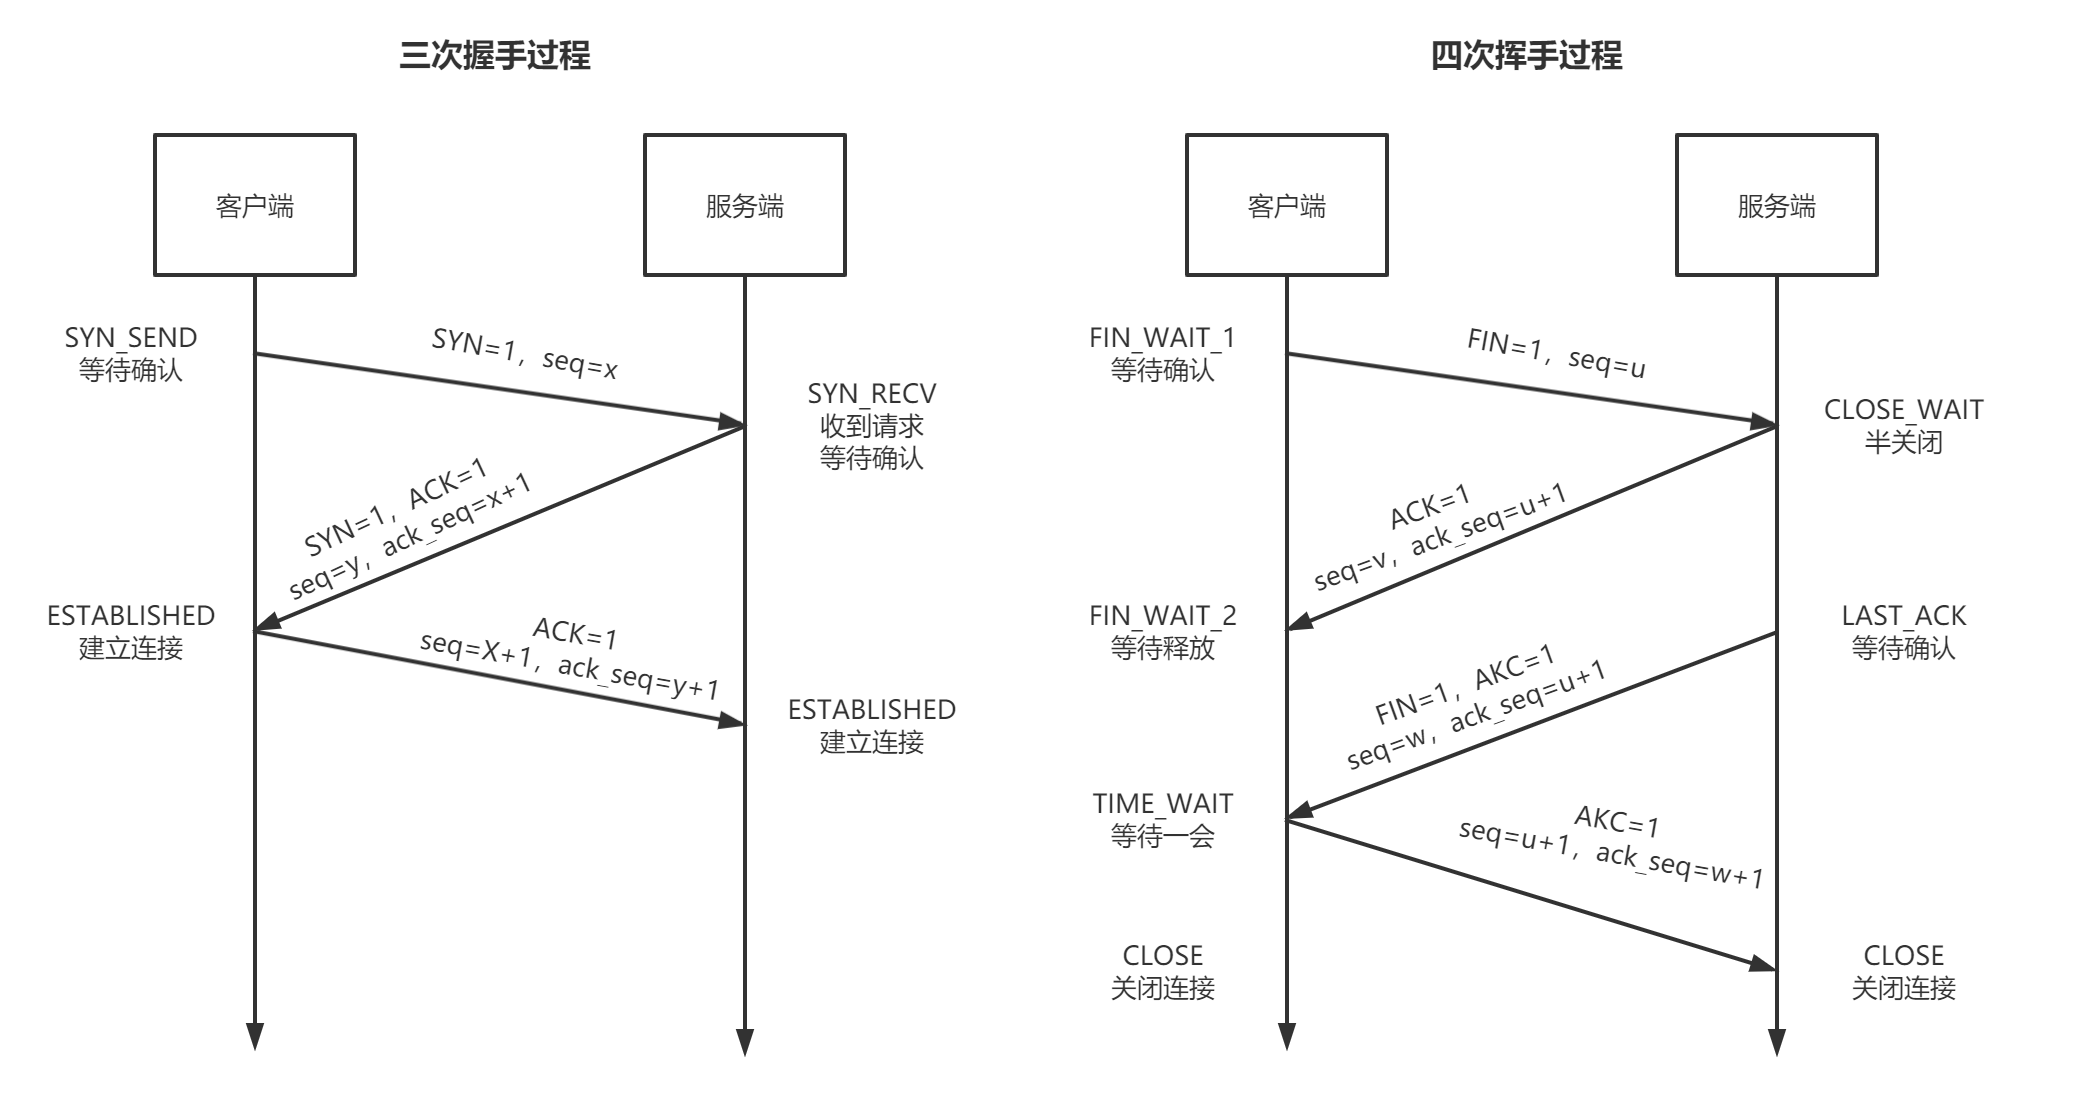 三次握手过程
客户端
服务端
SYN_SEND
等待确认
SYN=1，seq=x
SYN_RECV
收到请求
等待确认
SYN=1，ACK=1
seq=y，ack_seq=x+1
ESTABLISHED
建立连接
ACK=1
seq=X+1，ack_seq=y+1
ESTABLISHED
建立连接
四次挥手过程
客户端
服务端
FIN_WAIT_1
等待确认
FIN=1，seq=u
CLOSE_WAIT
半关闭
ACK=1
seq=v，ack_seq=u+1
FIN_WAIT_2
等待释放
LAST_ACK
等待确认
FIN=1，AKC=1
seq=w，ack_seq=u+1
TIME_WAIT
等待一会
AKC=1
seq=u+1，ack_seq=w+1
CLOSE
关闭连接
CLOSE
关闭连接